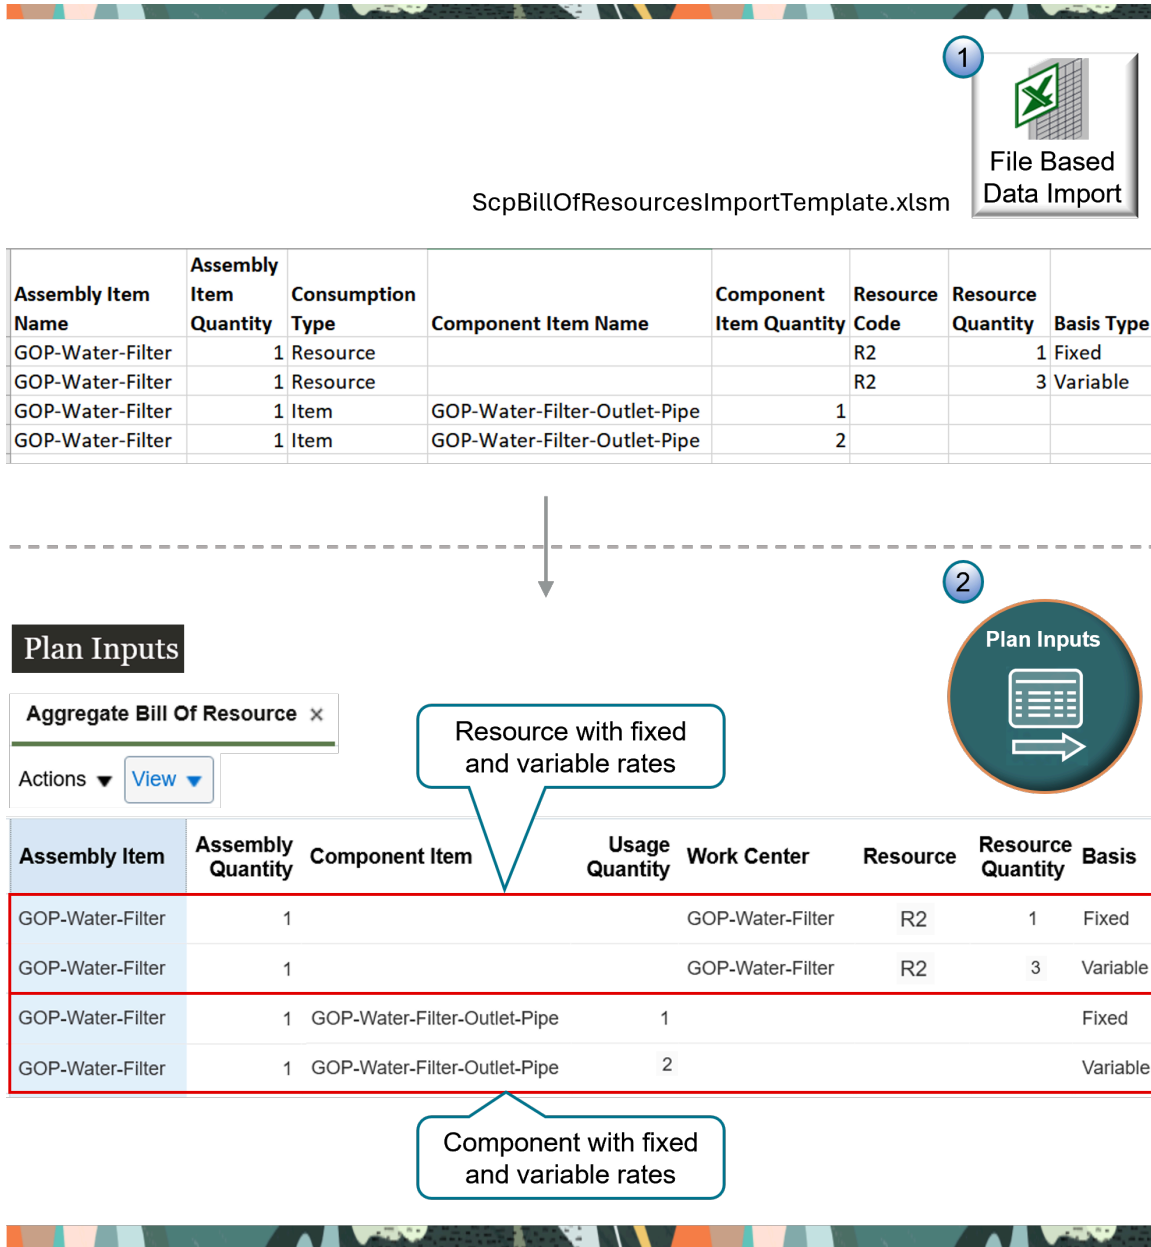 1
File Based
Data Import
ScpBillOfResourcesImportTemplate.xlsm
Assembly Item Name Assembly Item Quantity Consumption Type Component Item Name Component Item Quantity Resource Code Resource Quantity Basis Type
GOP-Water-Filter 1 Resource R2 1 Fixed
GOP-Water-Filter 1 Resource R2 3 Variable
GOP-Water-Filter 1 Item GOP-Water-Filter-Outlet-Pipe 1
GOP-Water-Filter 1 Item GOP-Water-Filter-Outlet-Pipe 2
2
Plan Inputs
Plan Inputs
Aggregate Bill Of Resource ×
Actions View
Resource with fixed
and variable rates
Assembly Item Assembly Quantity Component Item Usage Quantity Work Center Resource Resource Quantity Basis
GOP-Water-Filter 1 GOP-Water-Filter R2 1 Fixed
GOP-Water-Filter 1 GOP-Water-Filter R2 3 Variable
GOP-Water-Filter 1 GOP-Water-Filter-Outlet-Pipe 1 Fixed
GOP-Water-Filter 1 GOP-Water-Filter-Outlet-Pipe 2 Variable
Component with fixed
and variable rates